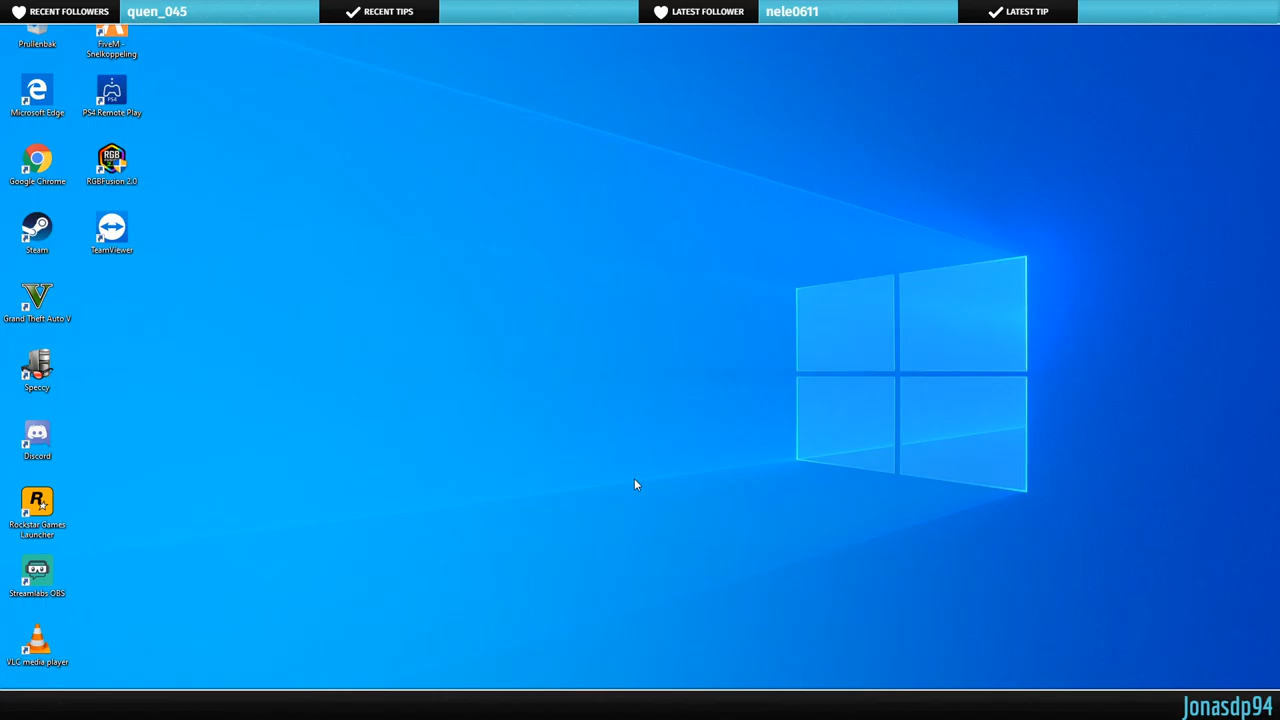 RECENT FOLLOWERS
quen_045
RECENT TIPS
LATEST FOLLOWER
nele0611
LATEST TIP
Prullenbak
FiveM -
Snelkoppeling
Microsoft Edge
PS4
PS4 Remote Play
Google Chrome
RGB
RGBFusion 2.0
Steam
TeamViewer
V
Grand Theft Auto V
Speccy
Discord
R
Rockstar Games
Launcher
Streamlabs OBS
VLC media player
Jonasdp94